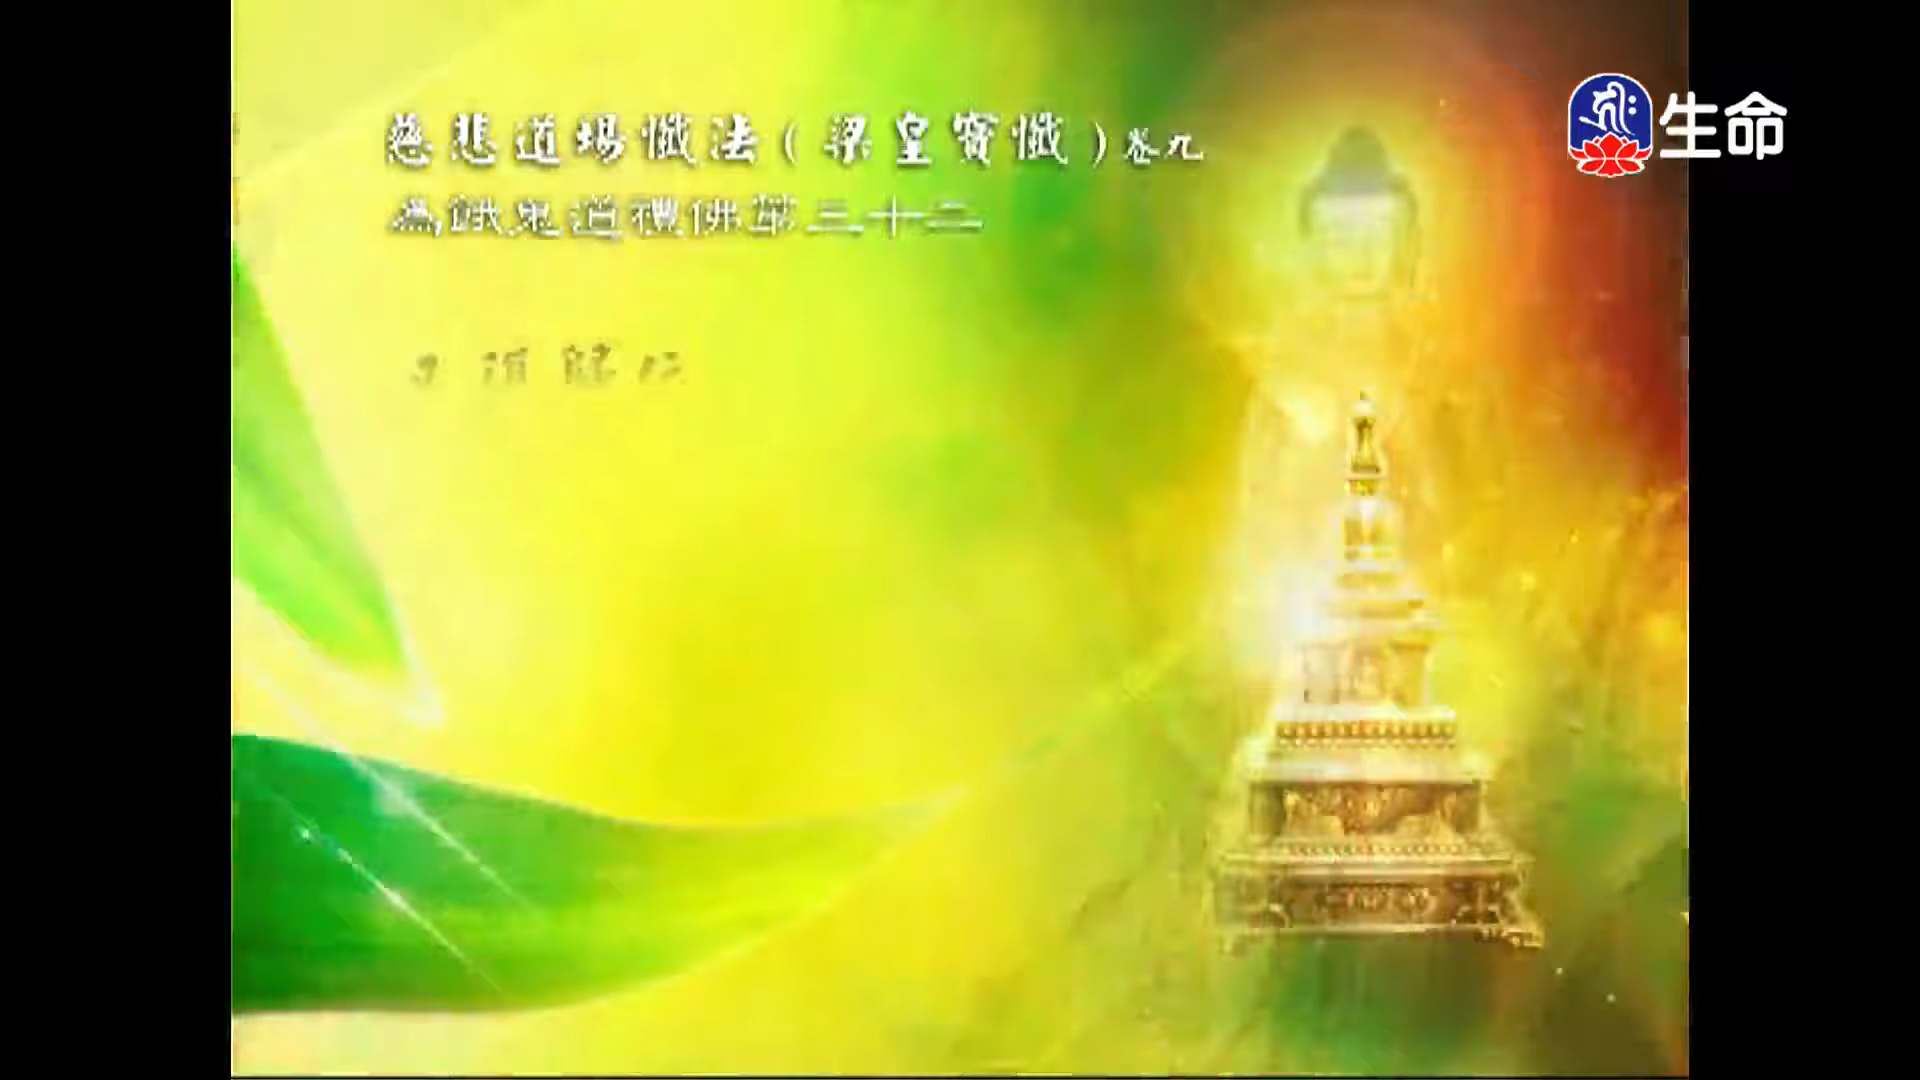 慈悲道場懺法(梁皇寶懺)卷九
為餓鬼道禮佛第三十二
生命